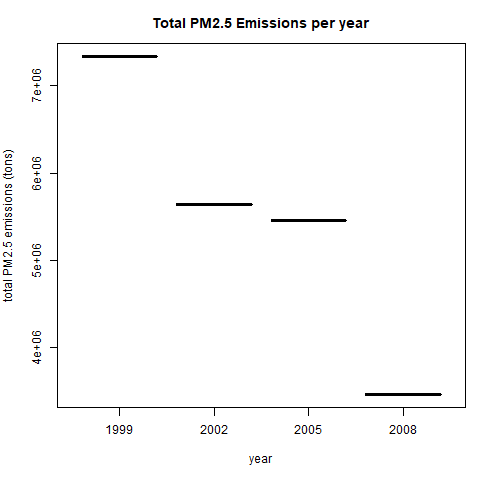 Total PM2.5 Emissions per year
total PM2.5 emissions (tons)
7e+06
6e+06
5e+06
4e+06
1999 2002 2005 2008
year